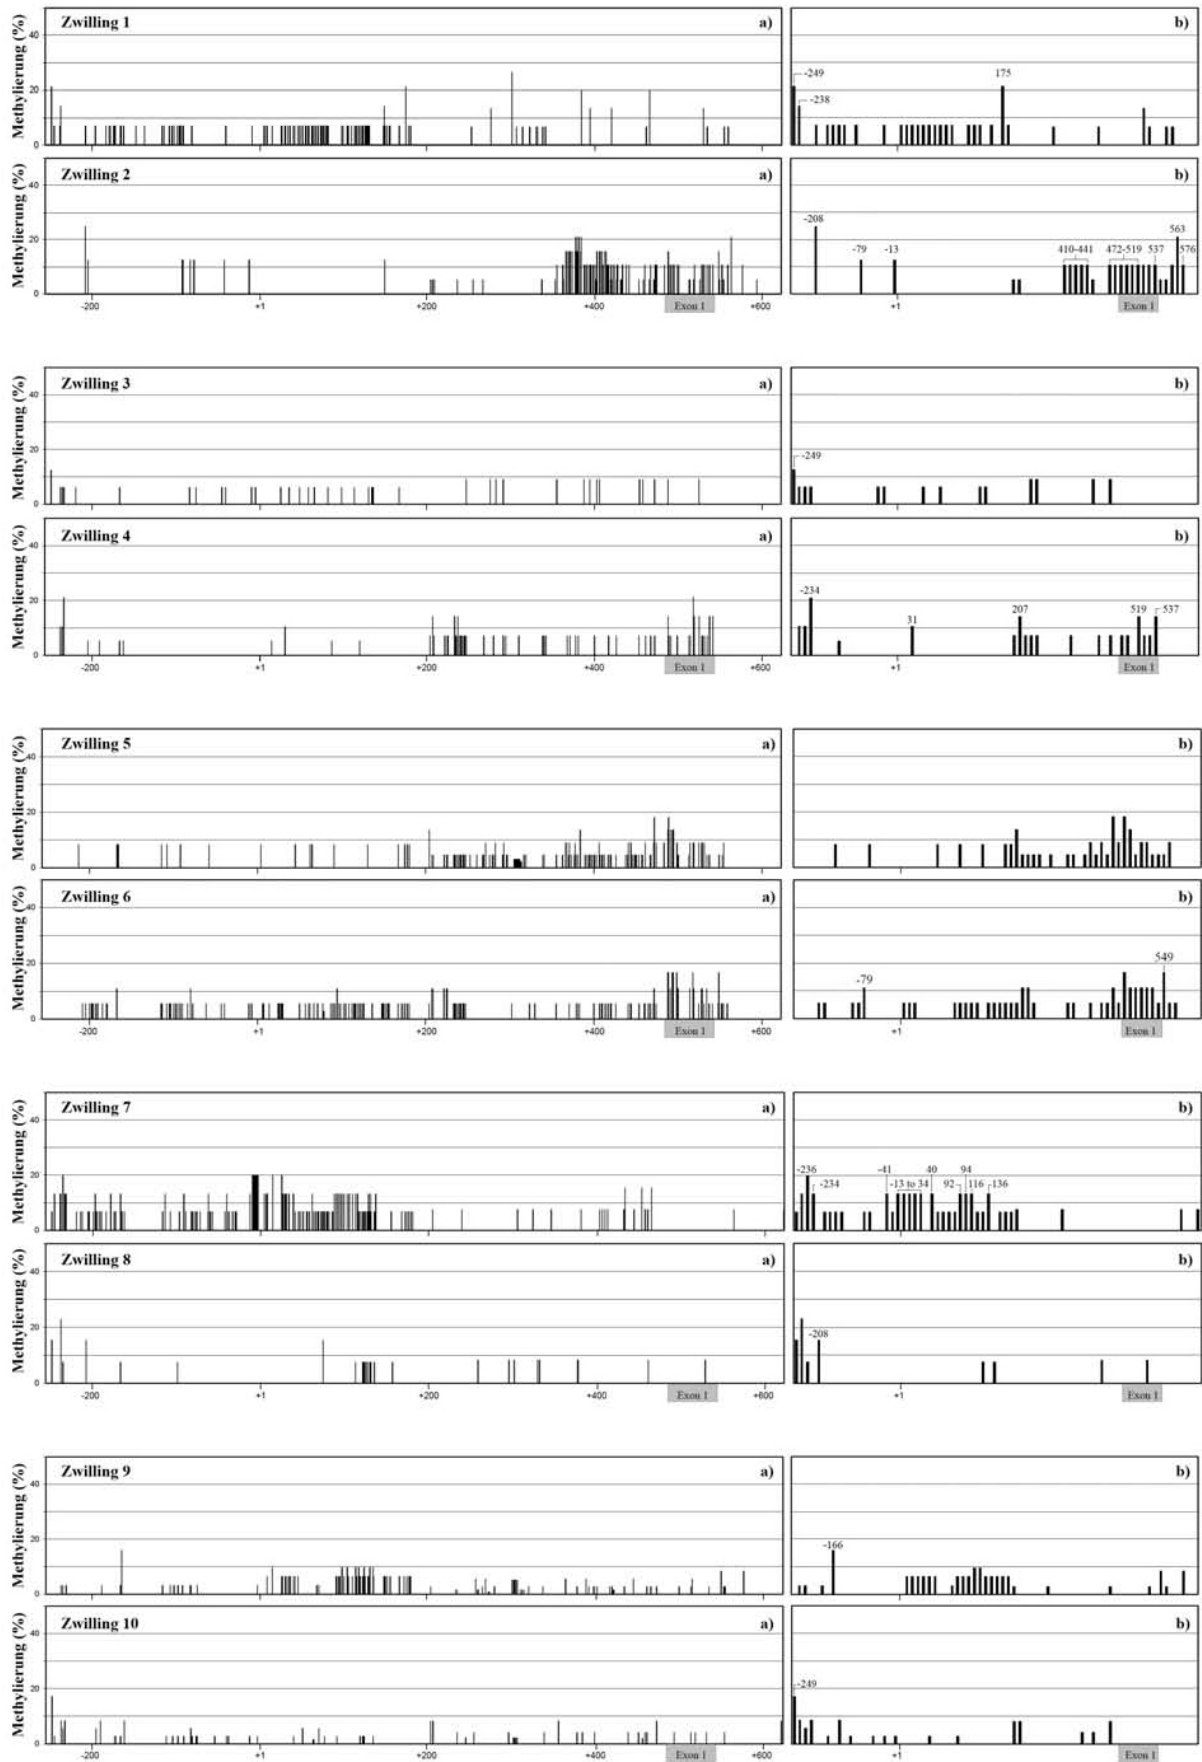 Methylierung (%)
40
20
0
Zwilling 1 a)
b)
-249
-238
175
Methylierung (%)
40
20
0
Zwilling 2 a)
b)
-208
-79 -13
410-441 472-519 537
563
576
-200 +1 +200 +400 Exon 1 +600
+1 Exon 1
Methylierung (%)
40
20
0
Zwilling 3 a)
b)
-249
Methylierung (%)
40
20
0
Zwilling 4 a)
b)
-234
31
207
519 537
-200 +1 +200 +400 Exon 1 +600
+1 Exon 1
Methylierung (%)
40
20
0
Zwilling 5 a)
b)
Methylierung (%)
40
20
0
Zwilling 6 a)
b)
-79
549
-200 +1 +200 +400 Exon 1 +600
+1 Exon 1
Methylierung (%)
40
20
0
Zwilling 7 a)
b)
-236 -41 40 94
-234 -13 to 34 92 116 136
Methylierung (%)
40
20
0
Zwilling 8 a)
b)
-208
-200 +1 +200 +400 Exon 1 +600
+1 Exon 1
Methylierung (%)
40
20
0
Zwilling 9 a)
b)
-166
Methylierung (%)
40
20
0
Zwilling 10 a)
b)
-249
-200 +1 +200 +400 Exon 1 +600
+1 Exon 1